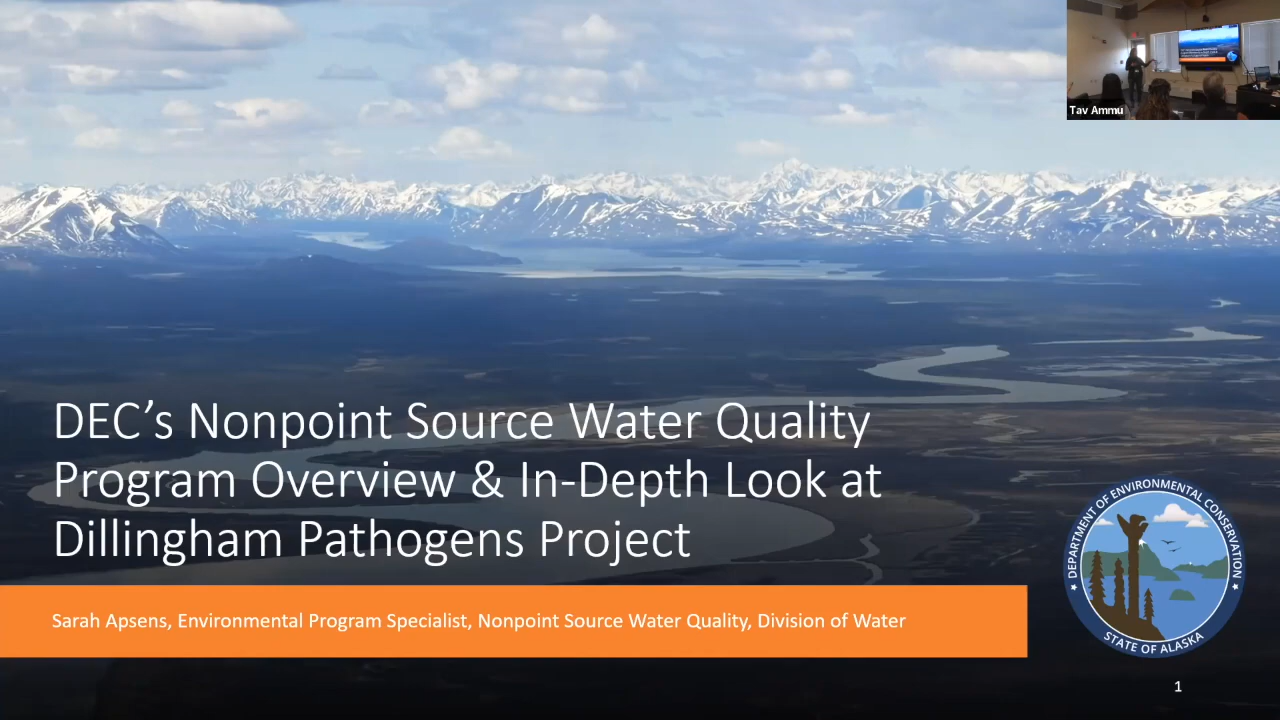 Tav Ammu
DEC’s Nonpoint Source Water Quality
Program Overview & In-Depth Look at
Dillingham Pathogens Project
Sarah Apsens, Environmental Program Specialist, Nonpoint Source Water Quality, Division of Water
DEPARTMENT OF ENVIRONMENTAL CONSERVATION
STATE OF ALASKA
1